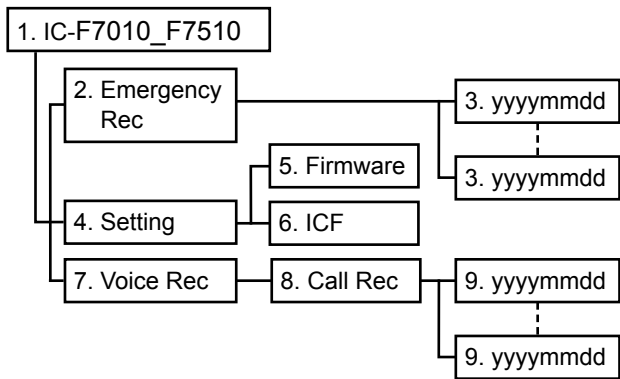 1. IC-F7010_F7510
2. Emergency
Rec
3. yyyymmdd
3. yyyymmdd
4. Setting
5. Firmware
6. ICF
7. Voice Rec
8. Call Rec
9. yyyymmdd
9. yyyymmdd